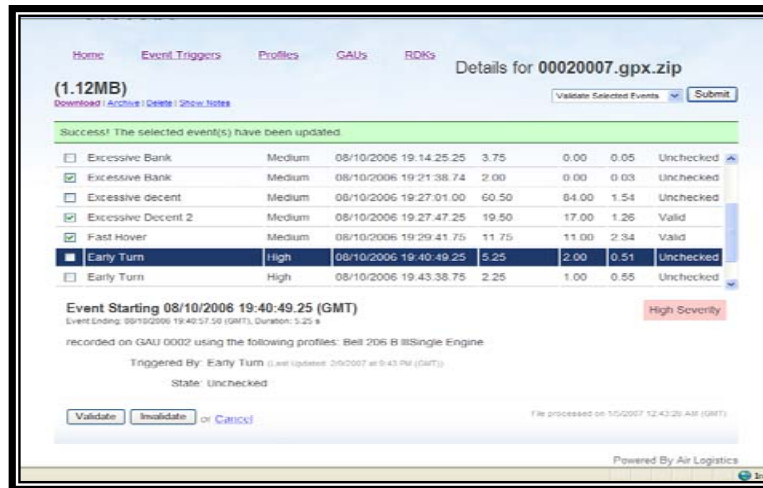 Home Event Triggers Profiles GAUs RDKs
Details for 00020007.gpx.zip
(1.12MB)
Download | Archive | Delete | Show Notes
Validate Selected Events Submit
Success! The selected event(s) have been updated.
Excessive Bank Medium 08/10/2006 19:14:25.25 3.75 0.00 0.05 Unchecked
Excessive Bank Medium 08/10/2006 19:21:38.74 2.00 0.00 0.03 Unchecked
Excessive decent Medium 08/10/2006 19:27:01.00 60.50 84.00 1.54 Unchecked
Excessive Decent 2 Medium 08/10/2006 19:27:47.25 19.50 17.00 1.26 Valid
Fast Hover Medium 08/10/2006 19:29:41.75 11.75 11.00 2.34 Valid
Early Turn High 08/10/2006 19:40:49.25 5.25 2.00 0.51 Unchecked
Early Turn High 08/10/2006 19:43:38.75 2.25 1.00 0.55 Unchecked
Event Starting 08/10/2006 19:40:49.25 (GMT)
High Severity
Event Ending: 08/10/2006 19:40:57.50 (GMT), Duration: 5.25 s
recorded on GAU 0002 using the following profiles: Bell 206 B IIISingle Engine
Triggered By: Early Turn (Last Updated: 2/9/2007 at 9:43 PM (GMT))
State: Unchecked
Validate Invalidate or Cancel
File processed on 1/5/2007 12:43:20 AM (GMT)
Powered By Air Logistics